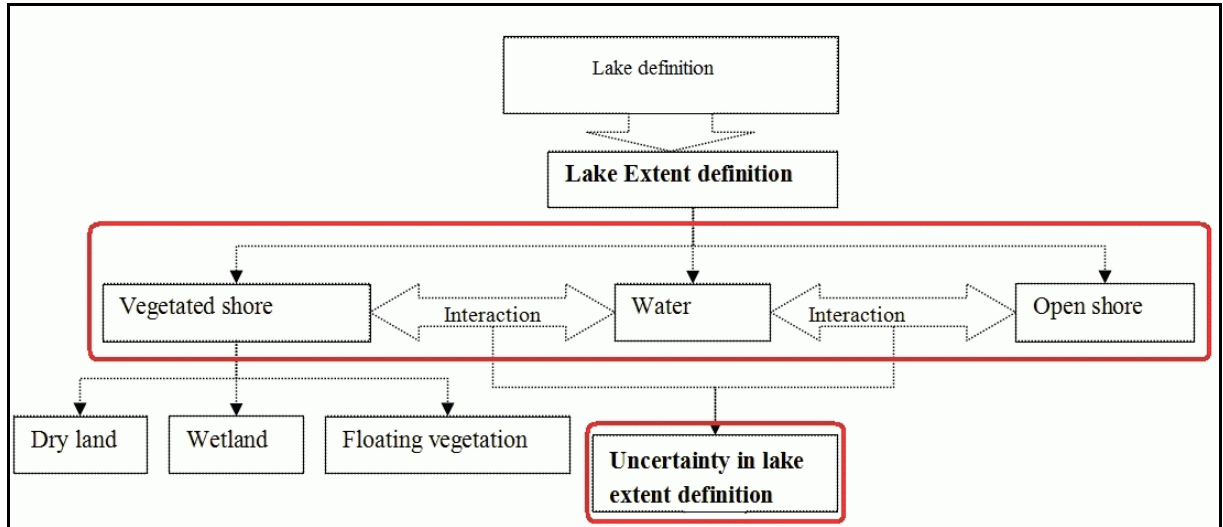 Lake definition
Lake Extent definition
Vegetated shore
Interaction
Water
Interaction
Open shore
Dry land
Wetland
Floating vegetation
Uncertainty in lake
extent definition